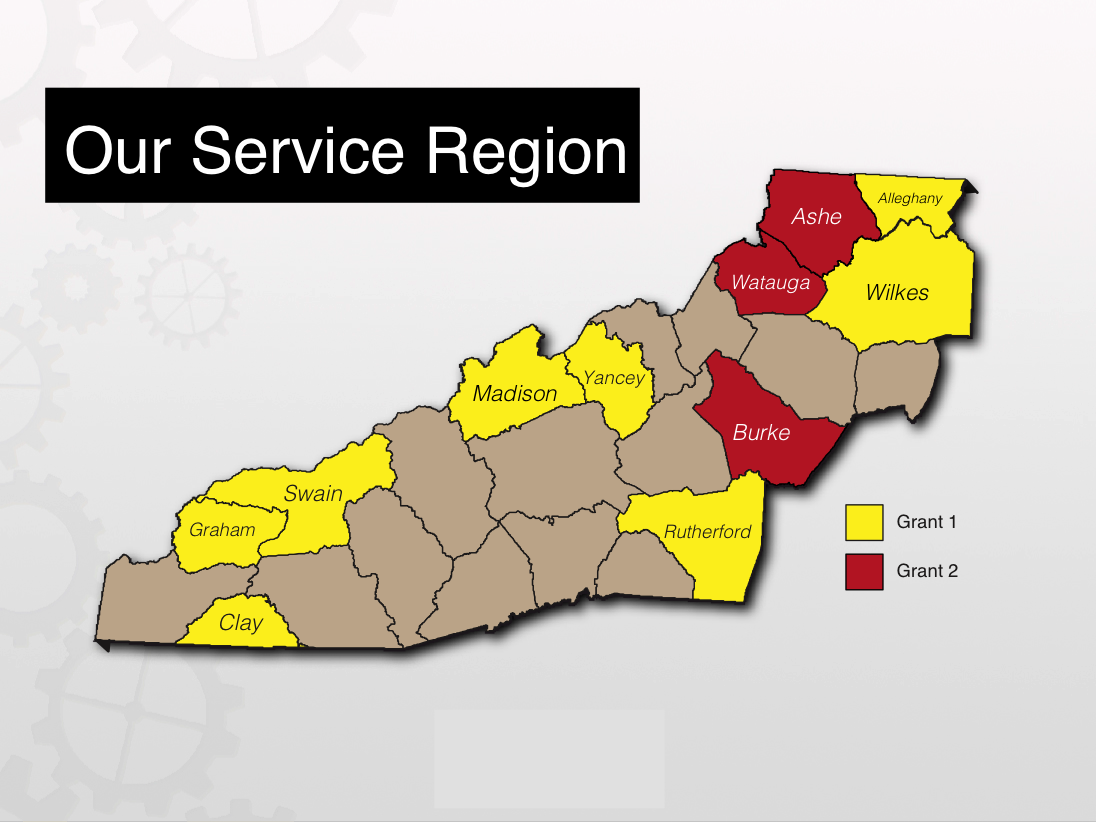 Our Service Region
Ashe
Alleghany
Watauga
Wilkes
Madison
Yancey
Burke
Swain
Graham
Rutherford
Clay
Grant 1
Grant 2